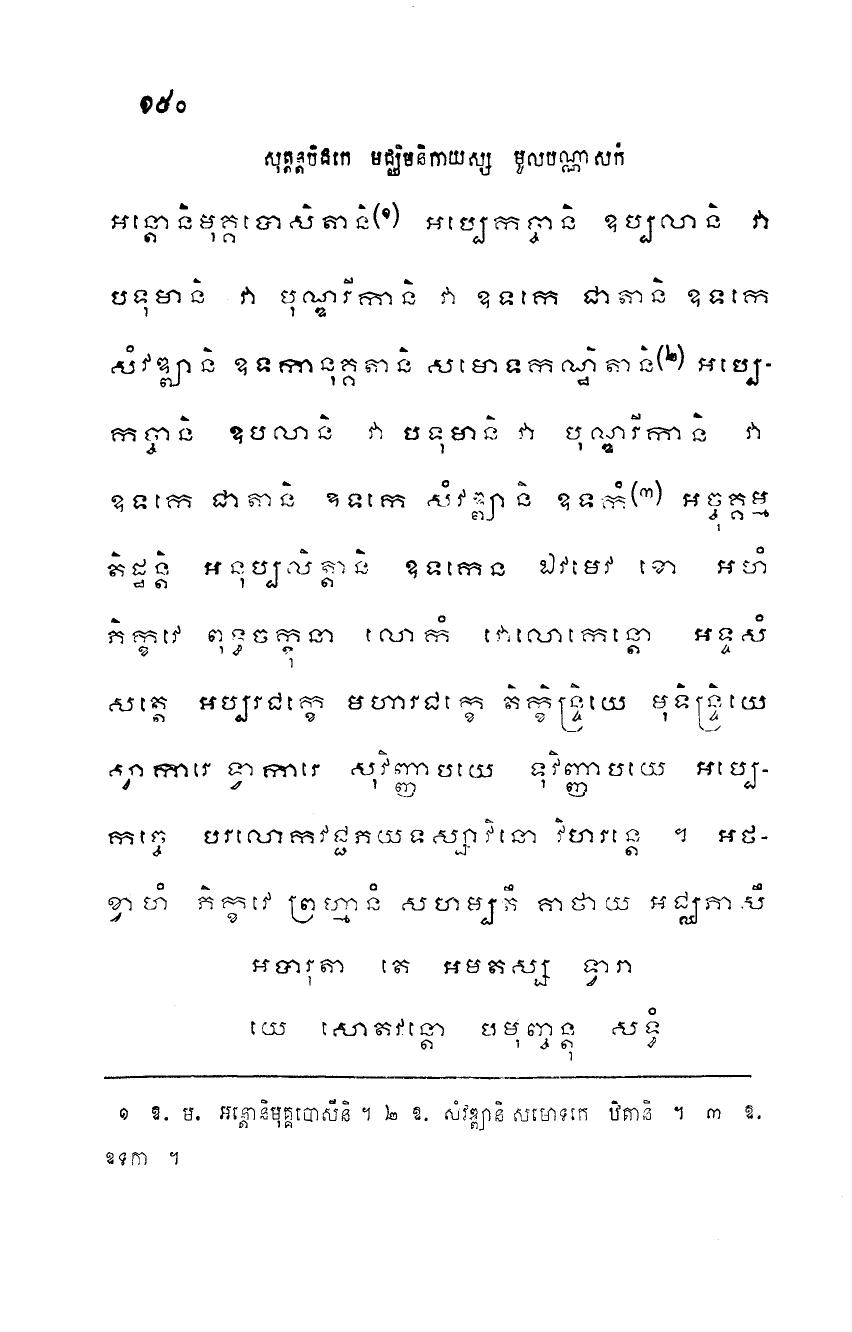 ១៥០
សុត្តន្តបិដកេ មជ្ឈិមនិកាយស្ស មូលបណ្ណាសកំ
អន្តោនិមុគ្គបោសិតានិ(១) អប្បេកច្ចានិ ឧប្បលានិ វា
បទុមានិ វា បុណ្ឌរីកានិ វា ឧទកេ ជាតានិ ឧទកេ
សំវឌ្ឍានិ ឧទកានុគ្គតានិ សមោទកណ្ឋិតានិ(២) អប្បេ-
កច្ចានិ ឧបលានិ វា បទុមានិ វា បុណ្ឌរីកានិ វា
ឧទកេ ជាតានិ ឧទកេ សំវឌ្ឍានិ ឧទកំ(៣) អច្ចុគ្គម្ម
តិដ្ឋន្តិ អនុប្បលិត្តានិ ឧទកេន ឯវមេវ ខោ អហំ
ភិក្ខវេ ពុទ្ធចក្ខុនា លោកំ វោលោកេន្តោ អទ្ទសំ
សត្តេ អប្បរជក្ខេ មហារជក្ខេ តិក្ខិន្ទ្រិយេ មុទិន្ទ្រិយេ
ស្វាការេ ទ្វាការេ សុវិញ្ញាបយេ ទុវិញ្ញាបយេ អប្បេ-
កច្ចេ បរលោកវជ្ជភយទស្សាវិនោ វិហរន្តេ ។ អថ-
ខ្វាហំ ភិក្ខវេ ព្រហ្មានំ សហម្បតឹ គាថាយ អជ្ឈភាសឹ
អបារុតា តេ អមតស្ស ទ្វារា
យេ សោតវន្តោ បមុញ្ចន្តុ សទ្ធំ
១ ឱ. ម. អន្តោនិមុគ្គបោសីនិ ។ ២ ឱ. សំវឌ្ឍានិ សមោទកេ ឋិតានិ ។ ៣ ឱ.
ឧទកា ។